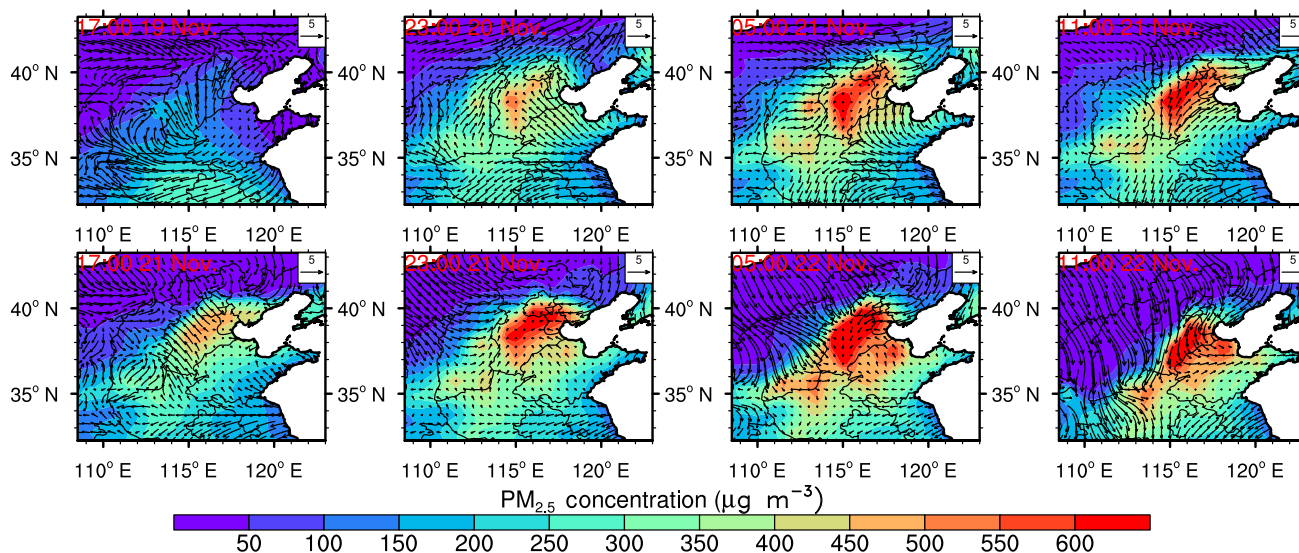 17:00 19 Nov. 5 23:00 20 Nov. 5 05:00 21 Nov. 5 11:00 21 Nov. 5
40° N 40° N 40° N 40° N
35° N 35° N 35° N 35° N
110° E 115° E 120° E 110° E 115° E 120° E 110° E 115° E 120° E 110° E 115° E 120° E
17:00 21 Nov. 5 23:00 21 Nov. 5 05:00 22 Nov. 5 11:00 22 Nov. 5
40° N 40° N 40° N 40° N
35° N 35° N 35° N 35° N
110° E 115° E 120° E 110° E 115° E 120° E 110° E 115° E 120° E 110° E 115° E 120° E
PM₂.₅ concentration (μg m⁻³)
50 100 150 200 250 300 350 400 450 500 550 600